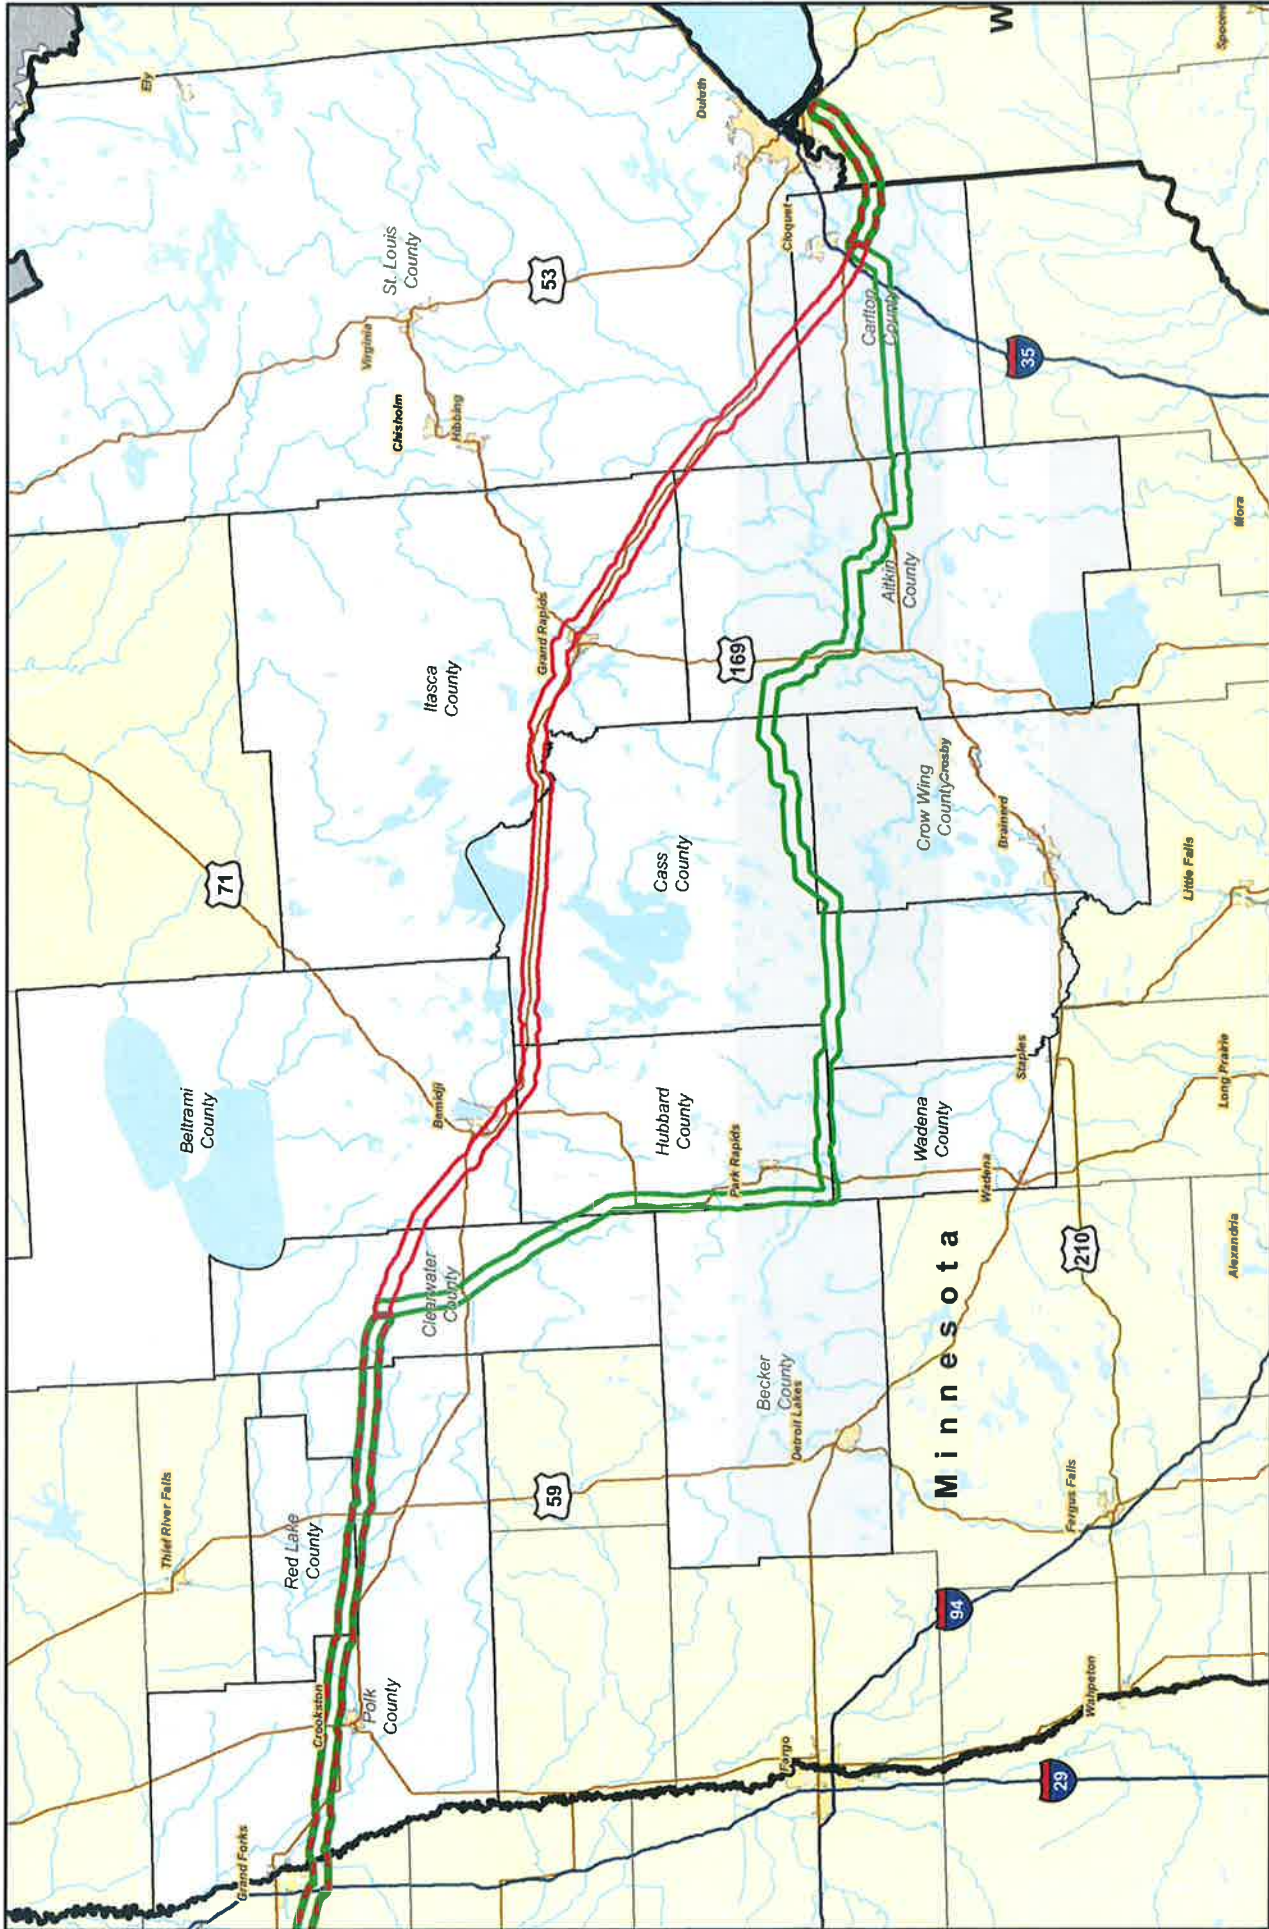 Ely
Duluth
W
Spoone
St. Louis
County
53
Cloquet
Virginia
Chisholm
Hibbing
Carlton
County
35
Grand Rapids
Itasca
County
169
Aitkin
County
Mora
71
Cass
County
Crow Wing
County
Crosby
Brainerd
Little Falls
Beltrami
County
Bemidji
Hubbard
County
Park Rapids
Wadena
County
Staples
Long Prairie
Wadena
Clearwater
County
Becker
County
Detroit Lakes
Minnesota
210
Alexandria
Thief River Falls
Red Lake
County
59
Fergus Falls
94
Crookston
Polk
County
Wahpeton
Fargo
29
Grand Forks